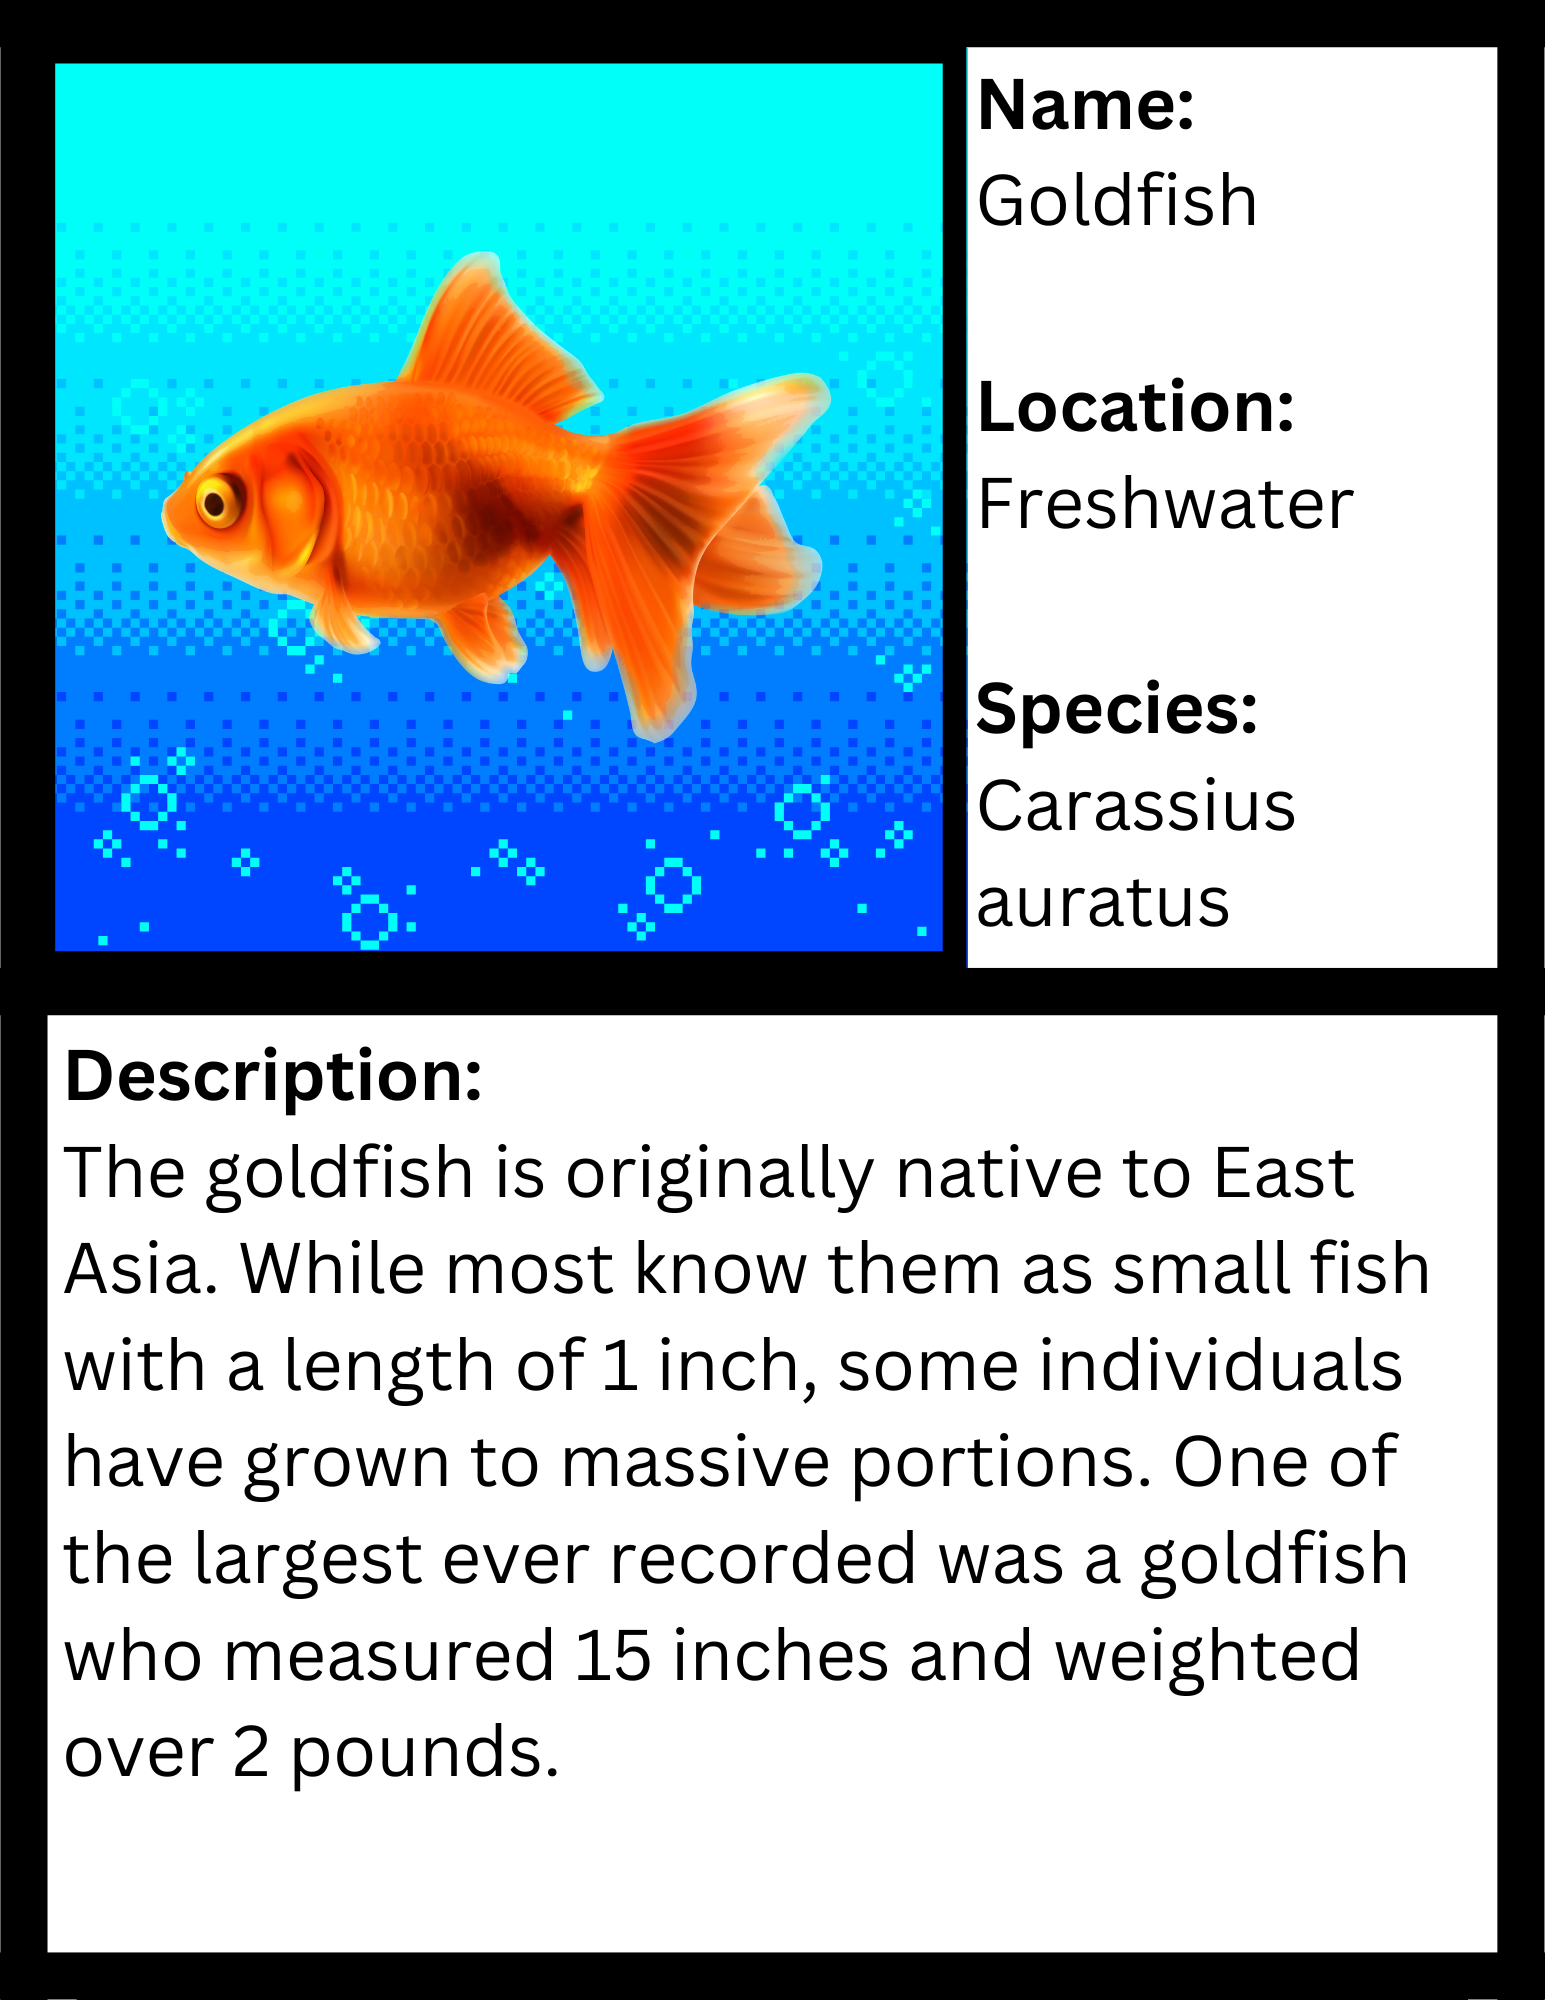 Name:
Goldfish
Location:
Freshwater
Species:
Carassius
auratus
Description:
The goldfish is originally native to East
Asia. While most know them as small fish
with a length of 1 inch, some individuals
have grown to massive portions. One of
the largest ever recorded was a goldfish
who measured 15 inches and weighted
over 2 pounds.